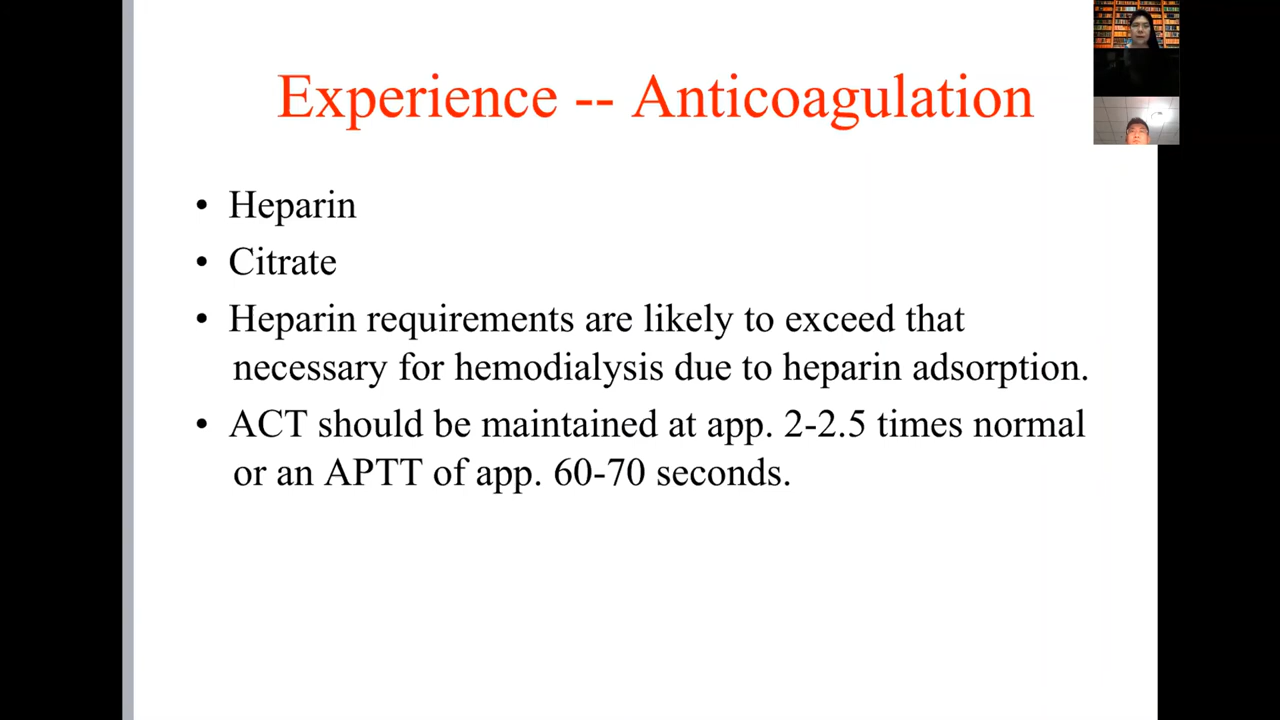 Experience -- Anticoagulation
• Heparin
• Citrate
• Heparin requirements are likely to exceed that
necessary for hemodialysis due to heparin adsorption.
• ACT should be maintained at app. 2-2.5 times normal
or an APTT of app. 60-70 seconds.